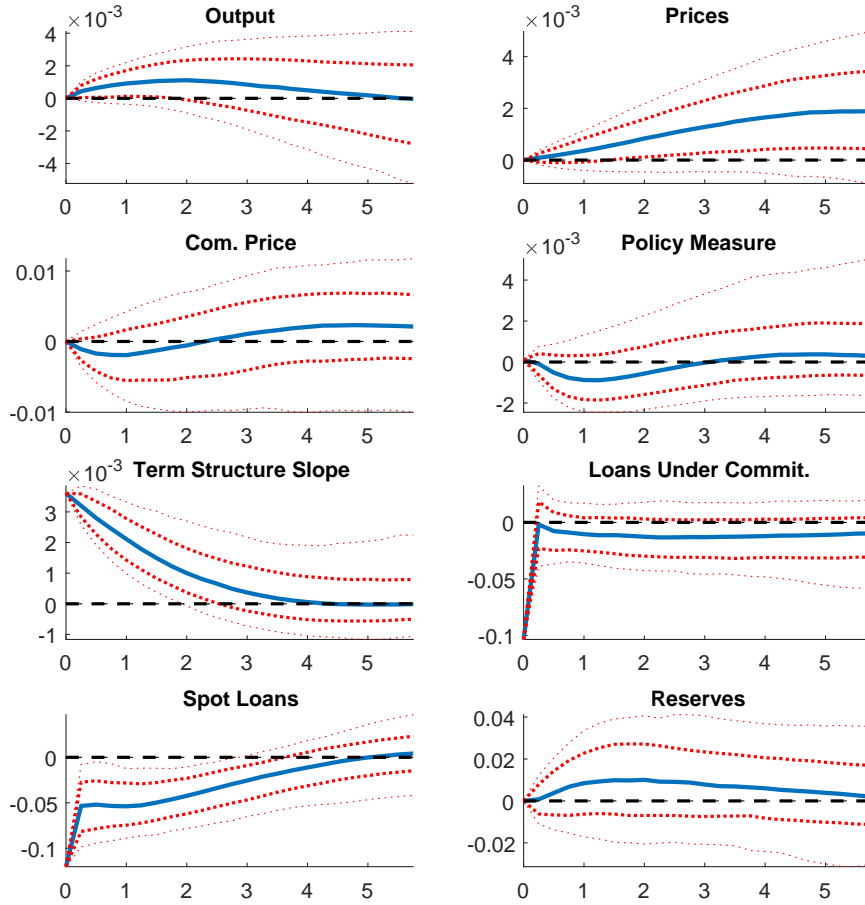 Output
×10⁻³
4
2
0
-2
-4
0 1 2 3 4 5
Prices
×10⁻³
4
2
0
0 1 2 3 4 5
Com. Price
0.01
0
-0.01
0 1 2 3 4 5
Policy Measure
×10⁻³
4
2
0
-2
0 1 2 3 4 5
Term Structure Slope
×10⁻³
3
2
1
0
-1
0 1 2 3 4 5
Loans Under Commit.
0
-0.05
-0.1
0 1 2 3 4 5
Spot Loans
0
-0.05
-0.1
0 1 2 3 4 5
Reserves
0.04
0.02
0
-0.02
0 1 2 3 4 5